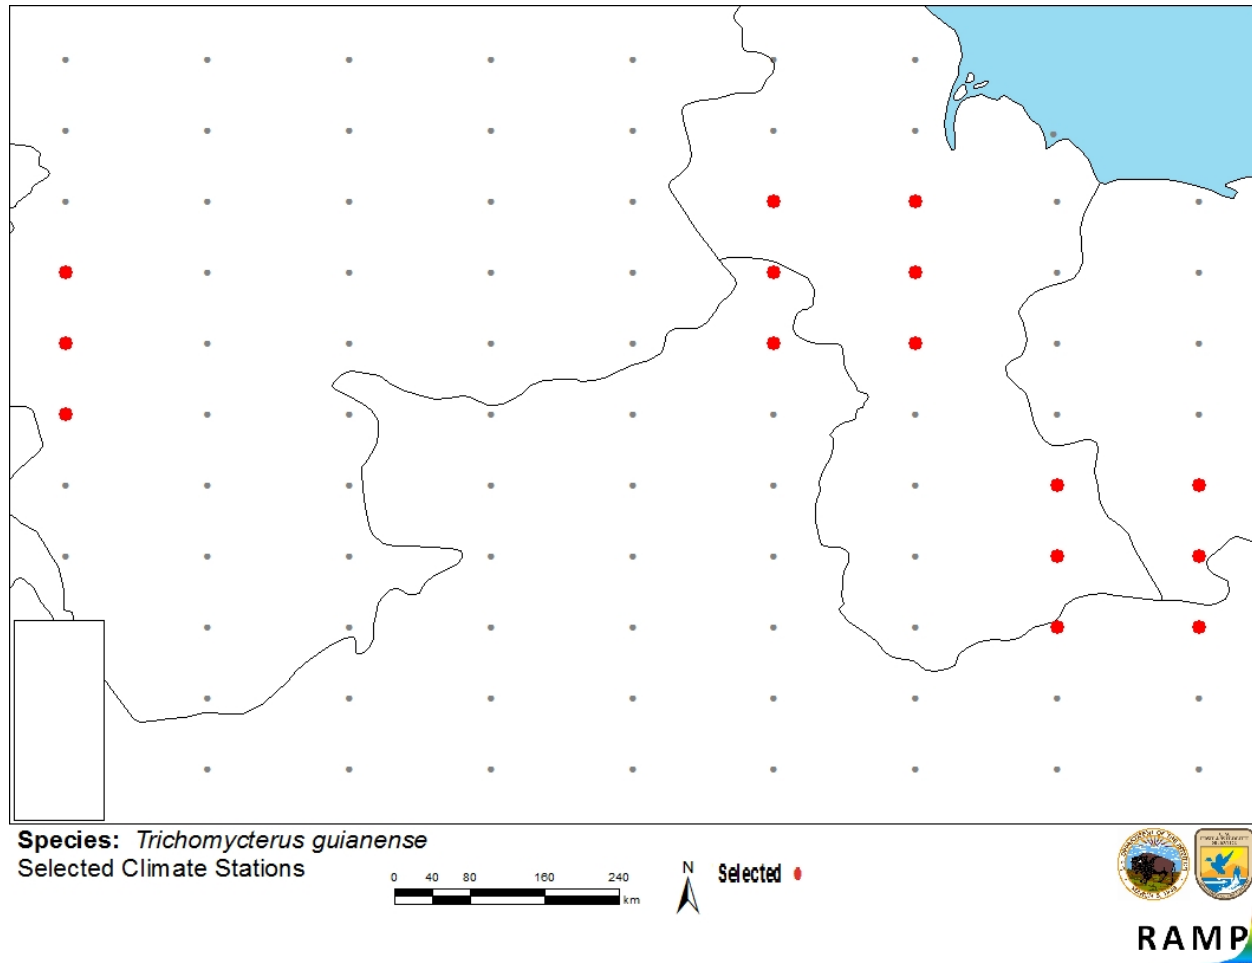 Species: Trichomycterus guianense
Selected Climate Stations
0 40 80 160 240
km
N
Selected
RAMP